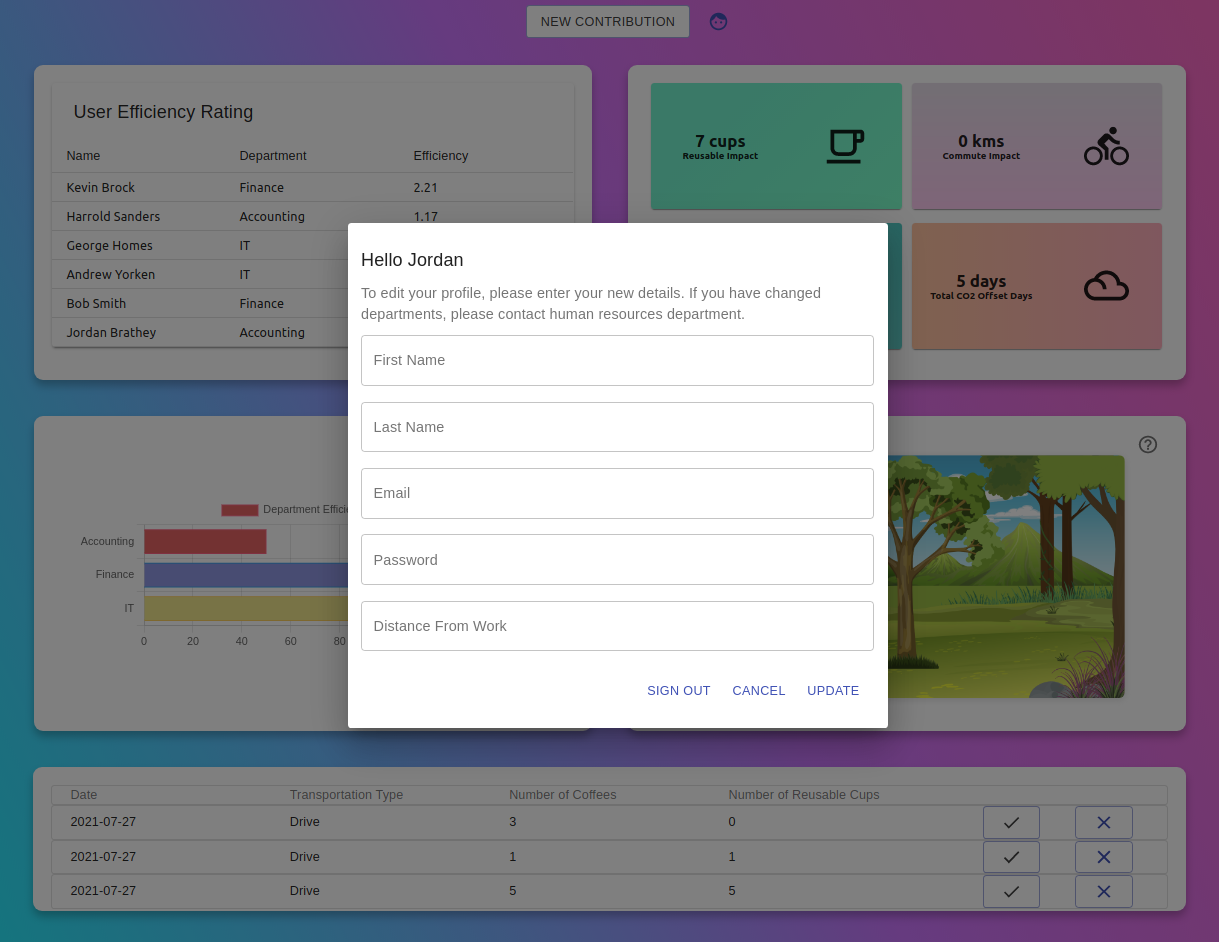 NEW CONTRIBUTION
User Efficiency Rating
Name Department Efficiency
Kevin Brock Finance 2.21
Harrold Sanders Accounting 1.17
George Homes IT
Andrew Yorken IT
Bob Smith Finance
Jordan Brathey Accounting
7 cups
Reusable Impact
0 kms
Commute Impact
5 days
Total CO2 Offset Days
Hello Jordan
To edit your profile, please enter your new details. If you have changed
departments, please contact human resources department.
First Name
Last Name
Email
Password
Distance From Work
SIGN OUT CANCEL UPDATE
Department Effici
Accounting
Finance
IT
0 20 40 60 80
Date Transportation Type Number of Coffees Number of Reusable Cups
2021-07-27 Drive 3 0
2021-07-27 Drive 1 1
2021-07-27 Drive 5 5